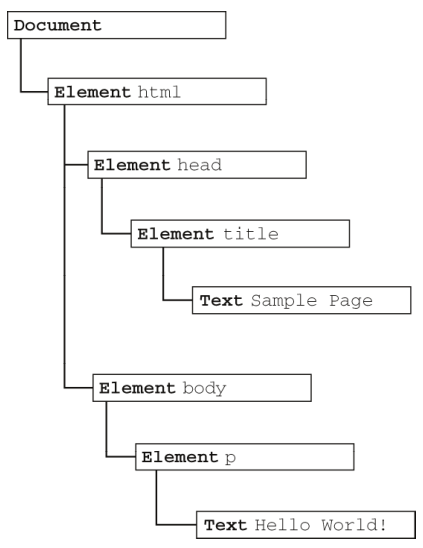 Document
Element html
Element head
Element title
Text Sample Page
Element body
Element p
Text Hello World!